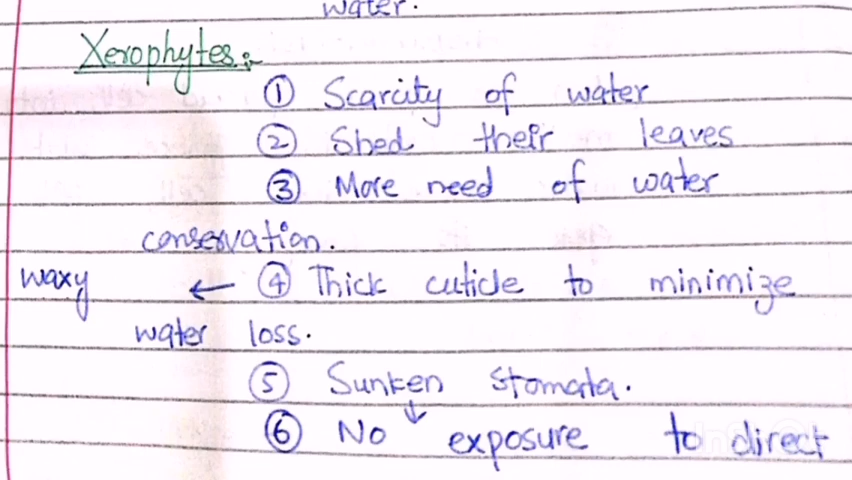 water.
Xerophytes:-
① Scarcity of water
② Shed their leaves
③ More need of water
conservation.
waxy ← ④ Thick cuticle to minimize
water loss.
⑤ Sunken stomata.
↓
⑥ No exposure to direct